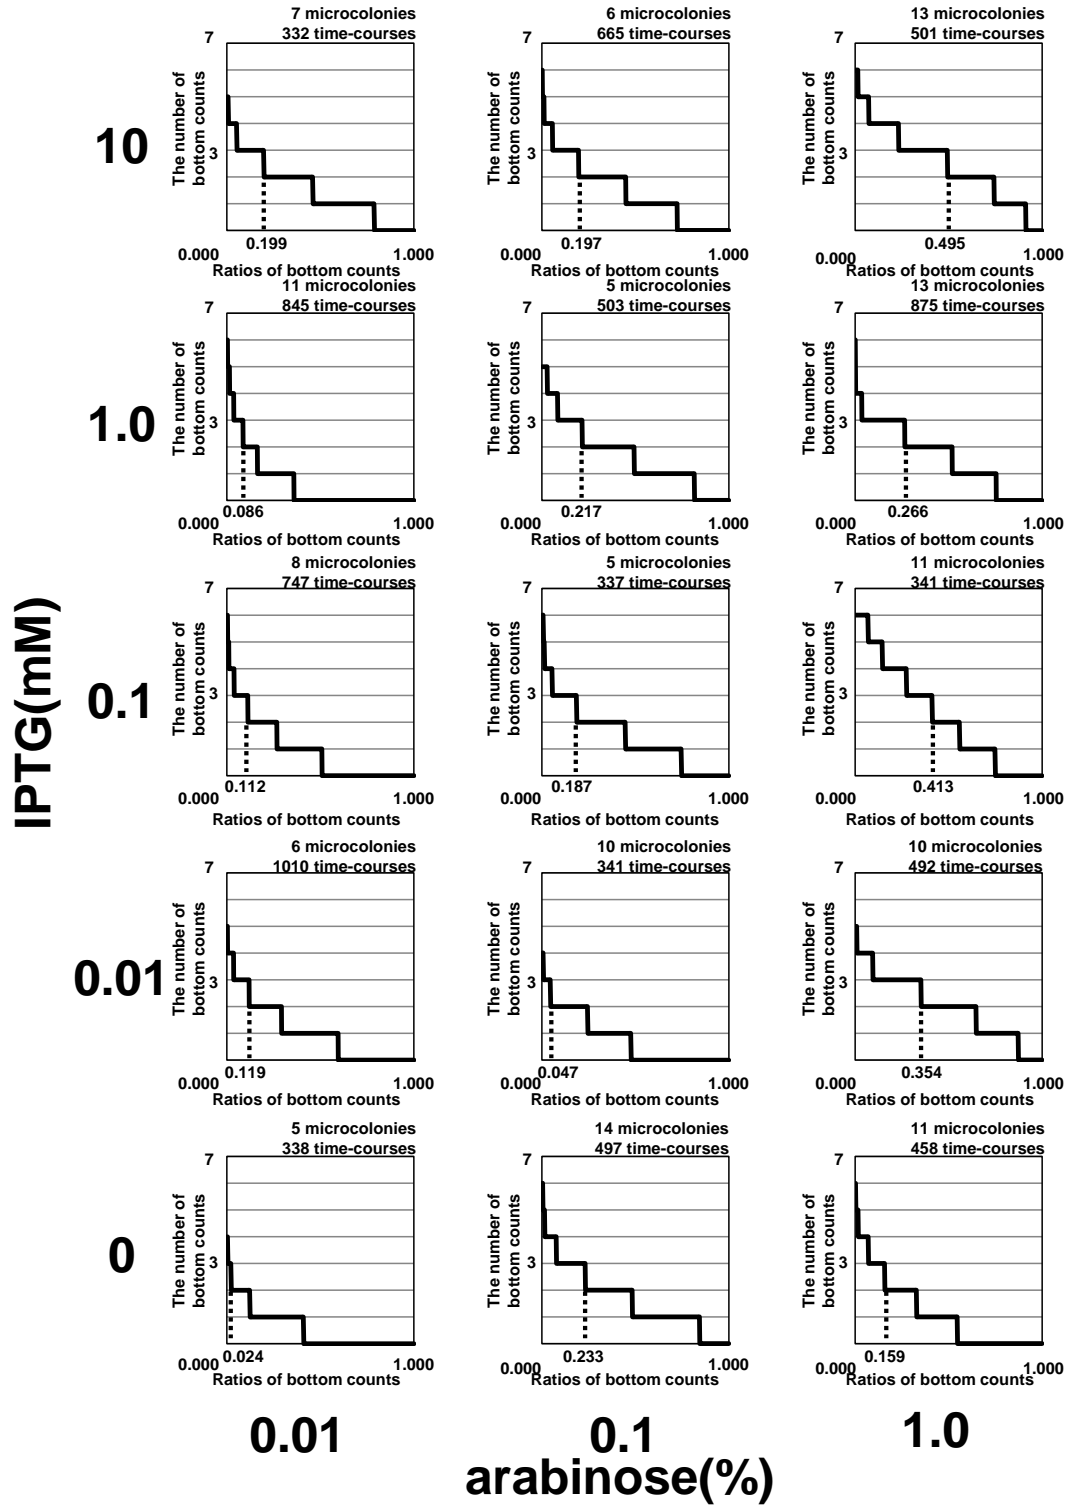 7 microcolonies
332 time-courses
7
The number of
bottom counts
3
0.199
0.000
1.000
Ratios of bottom counts
6 microcolonies
665 time-courses
7
The number of
bottom counts
3
0.197
0.000
1.000
Ratios of bottom counts
13 microcolonies
501 time-courses
7
The number of
bottom counts
3
0.495
0.000
1.000
Ratios of bottom counts
10
11 microcolonies
845 time-courses
7
The number of
bottom counts
3
0.086
0.000
1.000
Ratios of bottom counts
5 microcolonies
503 time-courses
7
The number of
bottom counts
3
0.217
0.000
1.000
Ratios of bottom counts
13 microcolonies
875 time-courses
7
The number of
bottom counts
3
0.266
0.000
1.000
Ratios of bottom counts
1.0
8 microcolonies
747 time-courses
7
The number of
bottom counts
3
0.112
0.000
1.000
Ratios of bottom counts
5 microcolonies
337 time-courses
7
The number of
bottom counts
3
0.187
0.000
1.000
Ratios of bottom counts
11 microcolonies
341 time-courses
7
The number of
bottom counts
3
0.413
0.000
1.000
Ratios of bottom counts
0.1
IPTG(mM)
6 microcolonies
1010 time-courses
7
The number of
bottom counts
3
0.119
0.000
1.000
Ratios of bottom counts
10 microcolonies
341 time-courses
7
The number of
bottom counts
3
0.047
0.000
1.000
Ratios of bottom counts
10 microcolonies
492 time-courses
7
The number of
bottom counts
3
0.354
0.000
1.000
Ratios of bottom counts
0.01
5 microcolonies
338 time-courses
7
The number of
bottom counts
3
0.024
0.000
1.000
Ratios of bottom counts
14 microcolonies
497 time-courses
7
The number of
bottom counts
3
0.233
0.000
1.000
Ratios of bottom counts
11 microcolonies
458 time-courses
7
The number of
bottom counts
3
0.159
0.000
1.000
Ratios of bottom counts
0
0.01
0.1
1.0
arabinose(%)